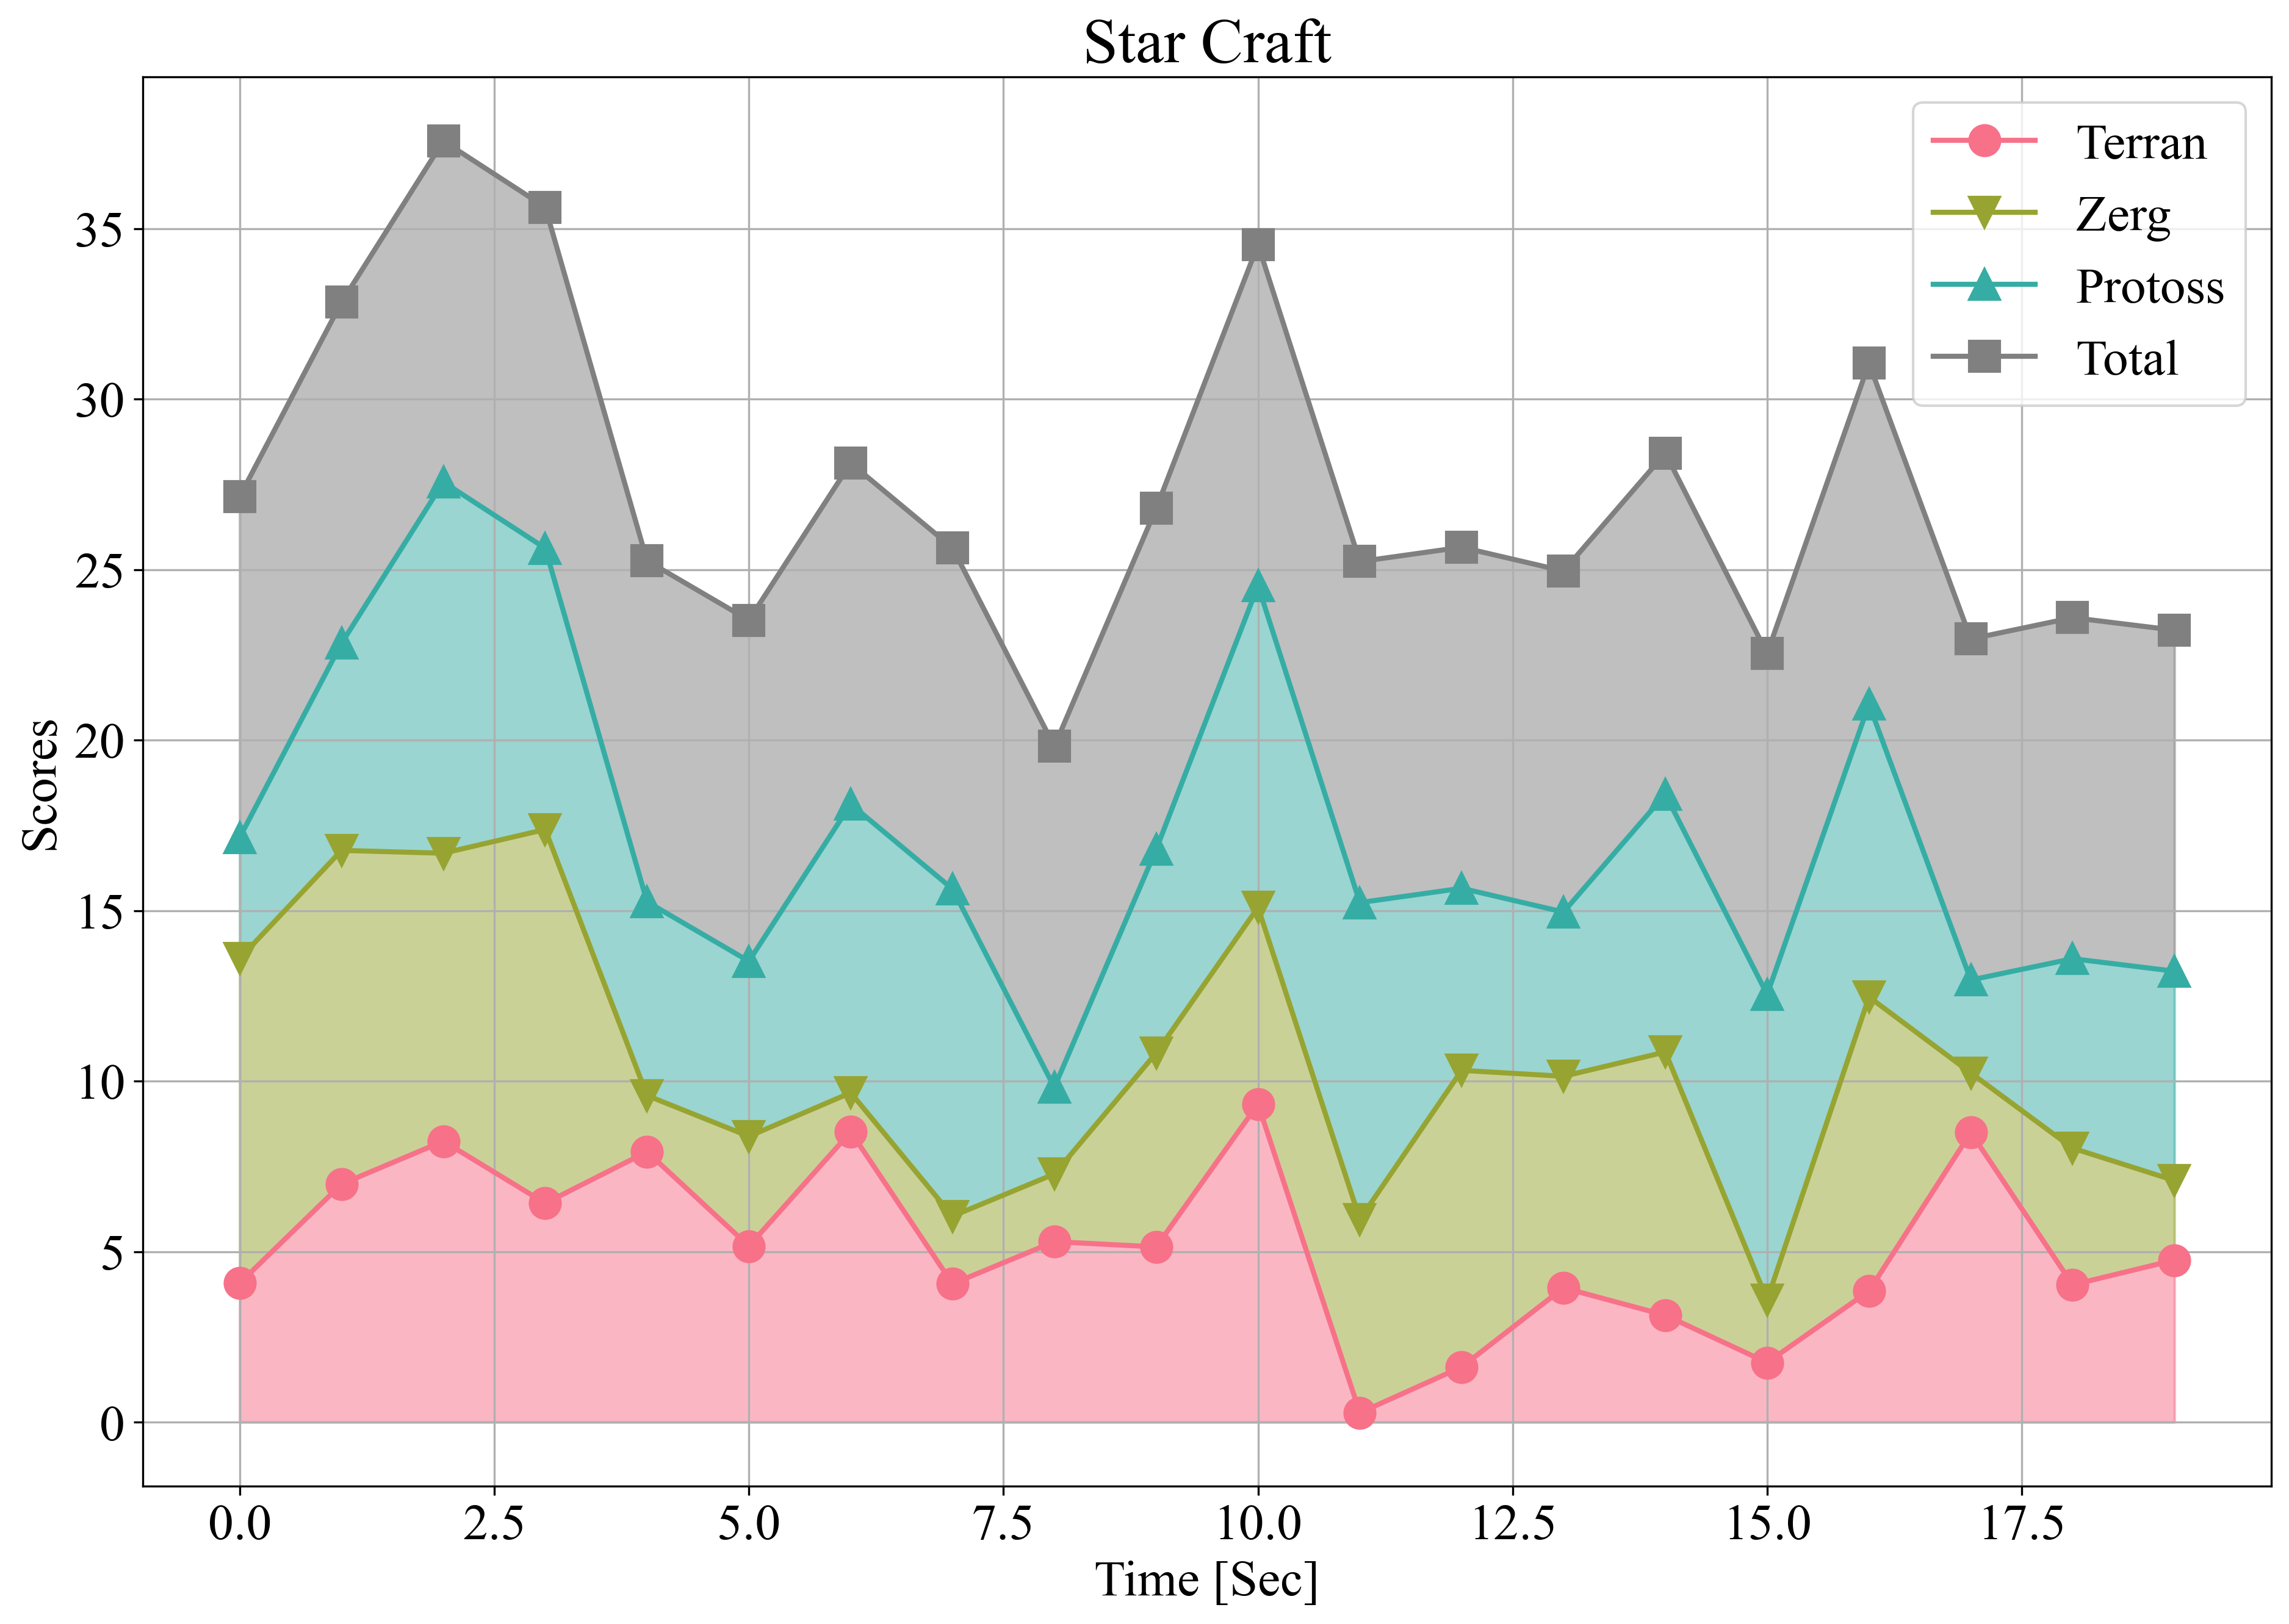 Star Craft
Terran
Zerg
Protoss
Total
35
30
25
20
15
10
5
0
Scores
0.0 2.5 5.0 7.5 10.0 12.5 15.0 17.5
Time [Sec]